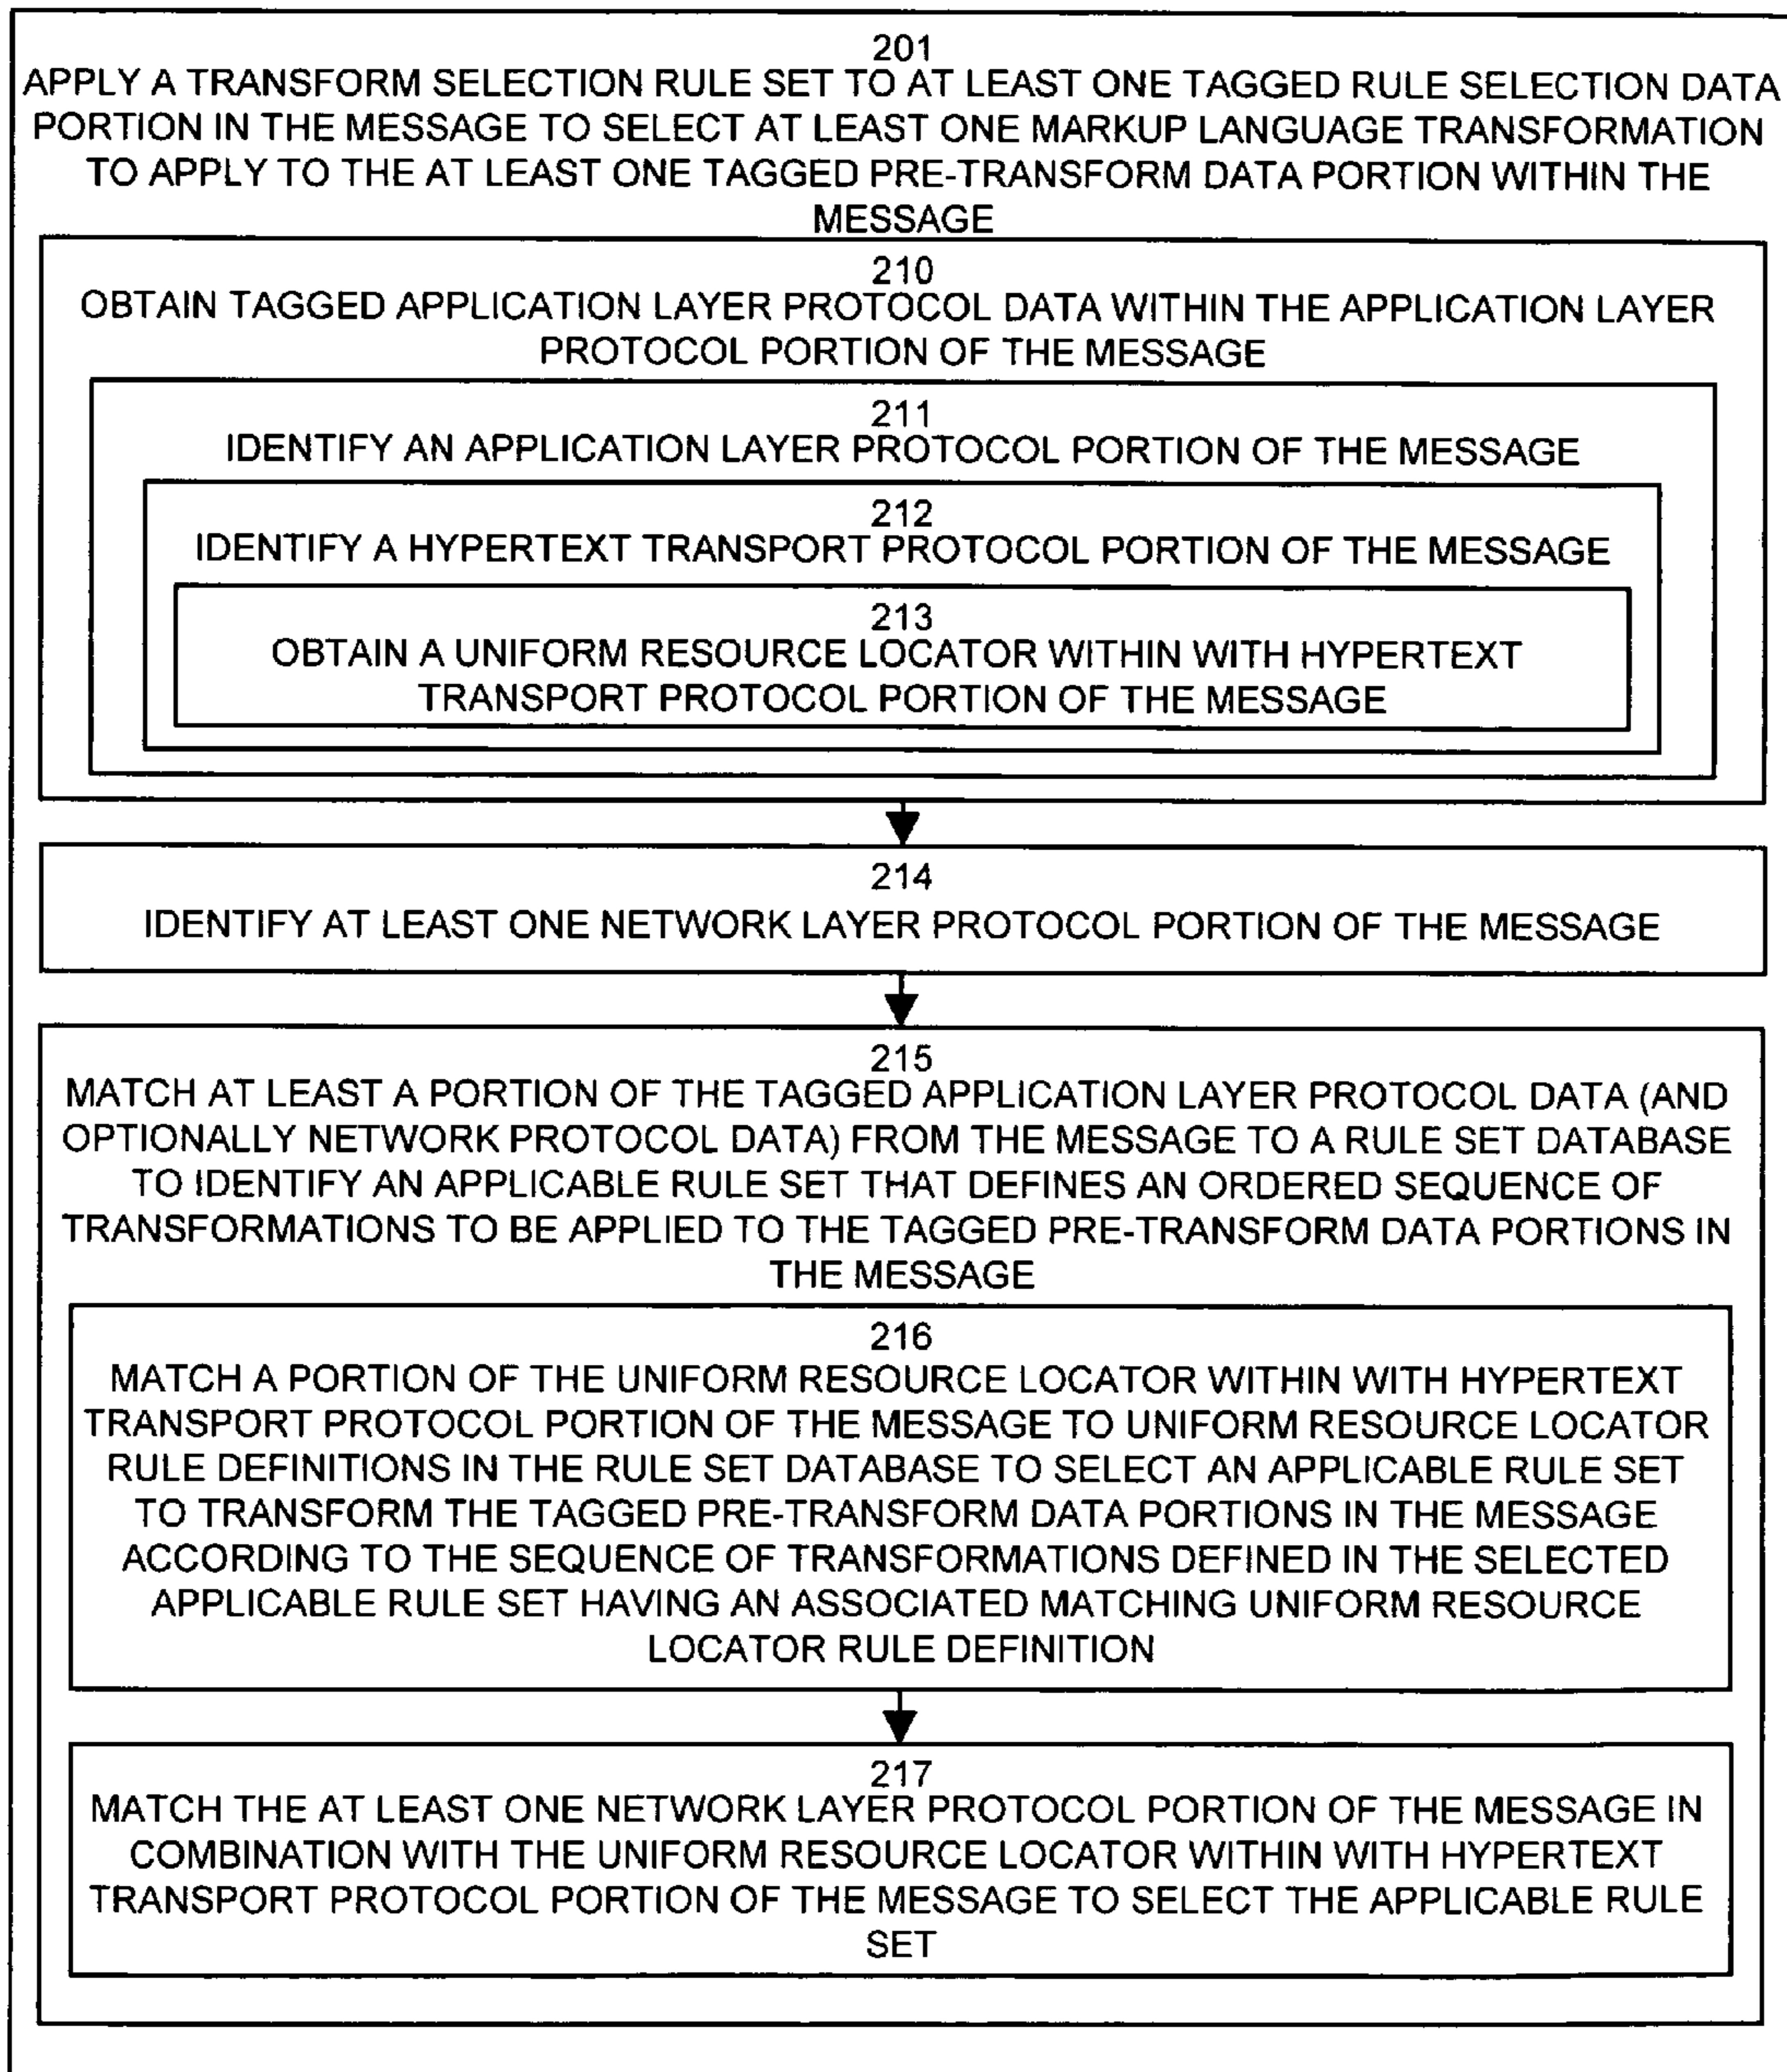 201
APPLY A TRANSFORM SELECTION RULE SET TO AT LEAST ONE TAGGED RULE SELECTION DATA
PORTION IN THE MESSAGE TO SELECT AT LEAST ONE MARKUP LANGUAGE TRANSFORMATION
TO APPLY TO THE AT LEAST ONE TAGGED PRE-TRANSFORM DATA PORTION WITHIN THE
MESSAGE
210
OBTAIN TAGGED APPLICATION LAYER PROTOCOL DATA WITHIN THE APPLICATION LAYER
PROTOCOL PORTION OF THE MESSAGE
211
IDENTIFY AN APPLICATION LAYER PROTOCOL PORTION OF THE MESSAGE
212
IDENTIFY A HYPERTEXT TRANSPORT PROTOCOL PORTION OF THE MESSAGE
213
OBTAIN A UNIFORM RESOURCE LOCATOR WITHIN WITH HYPERTEXT
TRANSPORT PROTOCOL PORTION OF THE MESSAGE
214
IDENTIFY AT LEAST ONE NETWORK LAYER PROTOCOL PORTION OF THE MESSAGE
215
MATCH AT LEAST A PORTION OF THE TAGGED APPLICATION LAYER PROTOCOL DATA (AND
OPTIONALLY NETWORK PROTOCOL DATA) FROM THE MESSAGE TO A RULE SET DATABASE
TO IDENTIFY AN APPLICABLE RULE SET THAT DEFINES AN ORDERED SEQUENCE OF
TRANSFORMATIONS TO BE APPLIED TO THE TAGGED PRE-TRANSFORM DATA PORTIONS IN
THE MESSAGE
216
MATCH A PORTION OF THE UNIFORM RESOURCE LOCATOR WITHIN WITH HYPERTEXT
TRANSPORT PROTOCOL PORTION OF THE MESSAGE TO UNIFORM RESOURCE LOCATOR
RULE DEFINITIONS IN THE RULE SET DATABASE TO SELECT AN APPLICABLE RULE SET
TO TRANSFORM THE TAGGED PRE-TRANSFORM DATA PORTIONS IN THE MESSAGE
ACCORDING TO THE SEQUENCE OF TRANSFORMATIONS DEFINED IN THE SELECTED
APPLICABLE RULE SET HAVING AN ASSOCIATED MATCHING UNIFORM RESOURCE
LOCATOR RULE DEFINITION
217
MATCH THE AT LEAST ONE NETWORK LAYER PROTOCOL PORTION OF THE MESSAGE IN
COMBINATION WITH THE UNIFORM RESOURCE LOCATOR WITHIN WITH HYPERTEXT
TRANSPORT PROTOCOL PORTION OF THE MESSAGE TO SELECT THE APPLICABLE RULE
SET